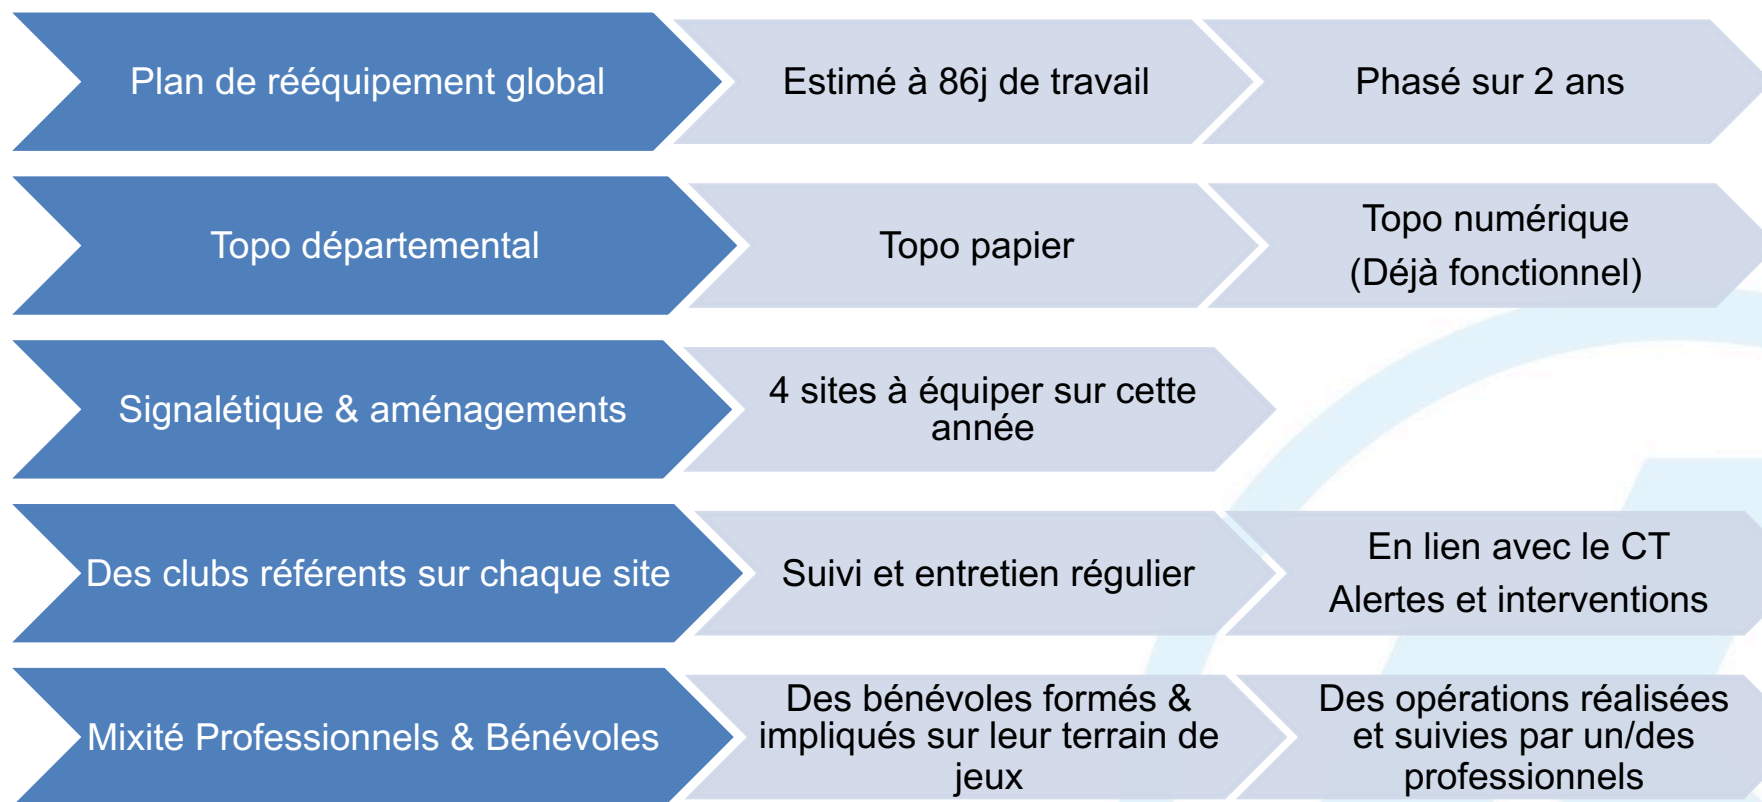 Plan de rééquipement global
Estimé à 86j de travail
Phasé sur 2 ans
Topo départemental
Topo papier
Topo numérique
(Déjà fonctionnel)
Signalétique & aménagements
4 sites à équiper sur cette
année
Des clubs référents sur chaque site
Suivi et entretien régulier
En lien avec le CT
Alertes et interventions
Mixité Professionnels & Bénévoles
Des bénévoles formés &
impliqués sur leur terrain de
jeux
Des opérations réalisées
et suivies par un/des
professionnels